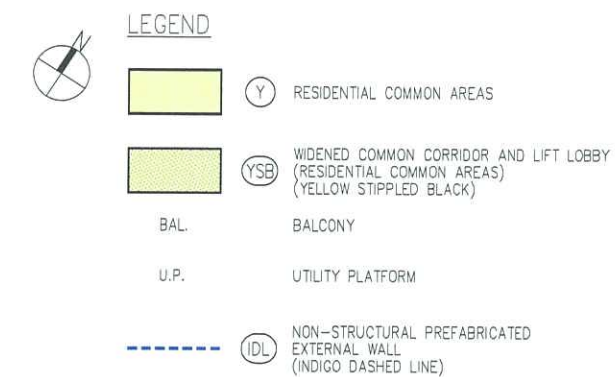 N
LEGEND
Y RESIDENTIAL COMMON AREAS
YSB WIDENED COMMON CORRIDOR AND LIFT LOBBY
(RESIDENTIAL COMMON AREAS)
(YELLOW STIPPLED BLACK)
BAL. BALCONY
U.P. UTILITY PLATFORM
IDL NON-STRUCTURAL PREFABRICATED
EXTERNAL WALL
(INDIGO DASHED LINE)